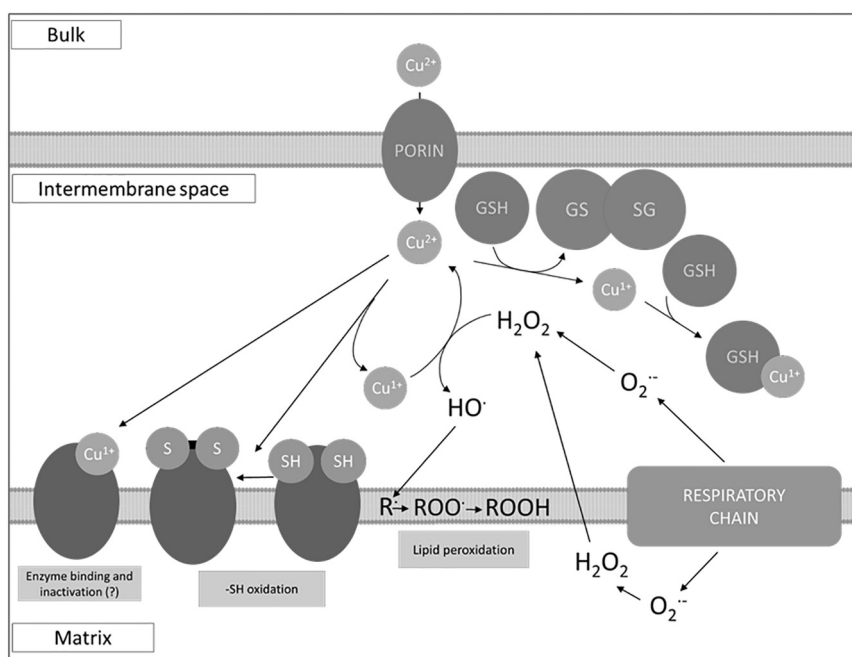 Bulk
Cu2+
PORIN
Intermembrane space
GSH
GS
SG
Cu2+
GSH
Cu1+
H2O2
GSH
Cu1+
Cu1+
O2·-
HO·
Cu1+
S
S
SH
SH
RESPIRATORY
CHAIN
R· ROO· ROOH
Lipid peroxidation
H2O2
Enzyme binding and
inactivation (?)
-SH oxidation
O2·-
Matrix